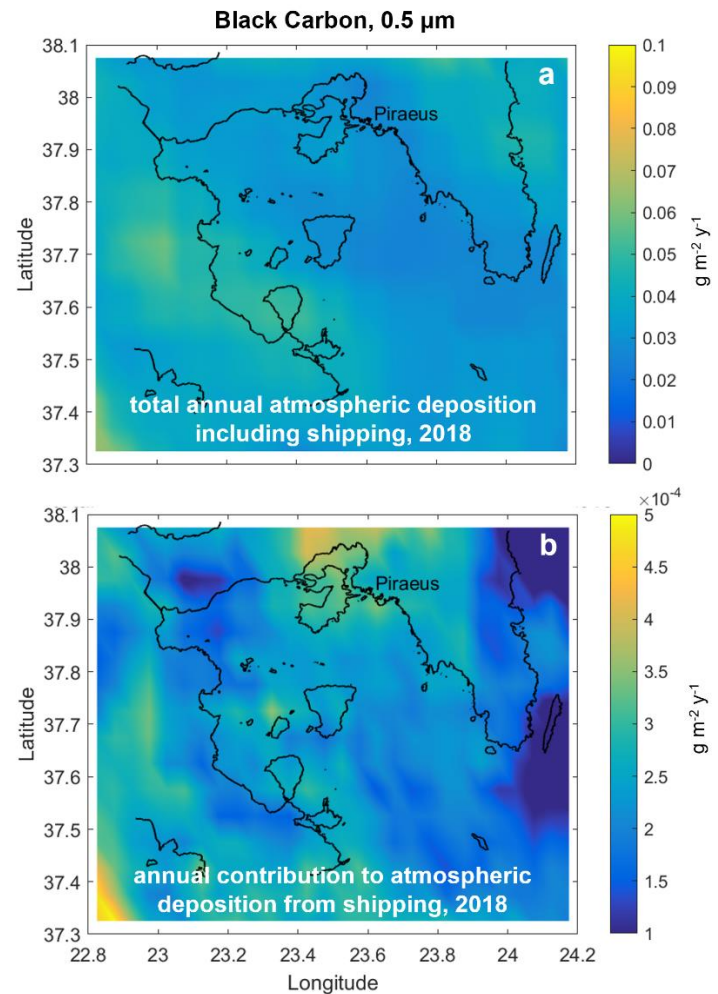 Black Carbon, 0.5 µm
38.1
38
37.9
37.8
37.7
37.6
37.5
37.4
37.3
Latitude
a
Piraeus
total annual atmospheric deposition
including shipping, 2018
0.1
0.09
0.08
0.07
0.06
0.05
0.04
0.03
0.02
0.01
0
g m⁻² y⁻¹
38.1
38
37.9
37.8
37.7
37.6
37.5
37.4
37.3
Latitude
b
Piraeus
annual contribution to atmospheric
deposition from shipping, 2018
22.8 23 23.2 23.4 23.6 23.8 24 24.2
Longitude
×10⁻⁴
5
4.5
4
3.5
3
2.5
2
1.5
1
g m⁻² y⁻¹